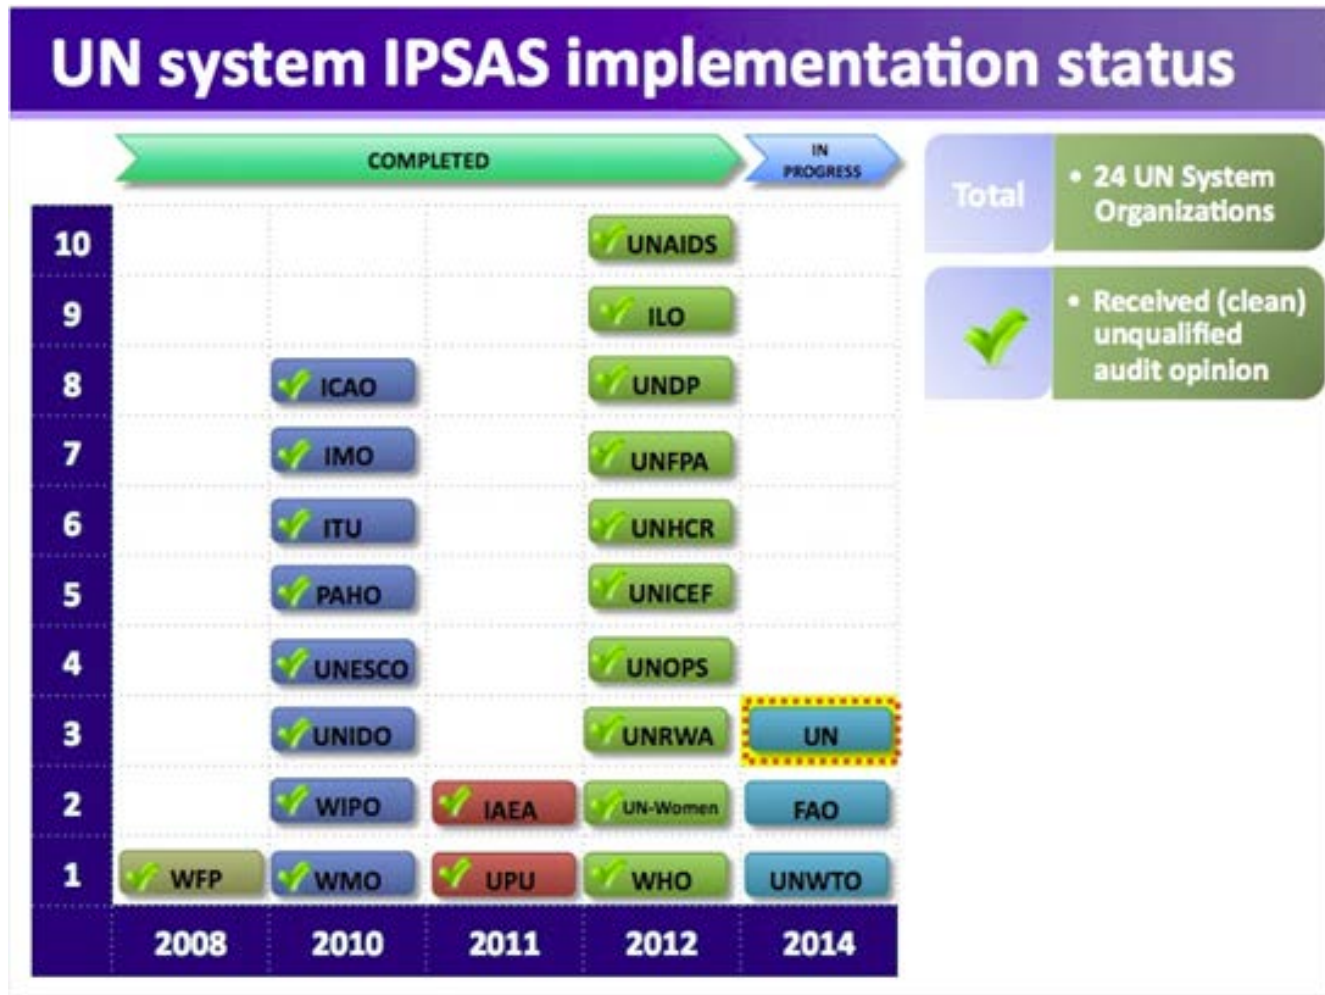 UN system IPSAS implementation status
COMPLETED
IN
PROGRESS
Total
• 24 UN System
Organizations
• Received (clean)
unqualified
audit opinion
10
UNAIDS
9
ILO
8
ICAO
UNDP
7
IMO
UNFPA
6
ITU
UNHCR
5
PAHO
UNICEF
4
UNESCO
UNOPS
3
UNIDO
UNRWA
UN
2
WIPO
IAEA
UN-Women
FAO
1
WFP
WMO
UPU
WHO
UNWTO
2008
2010
2011
2012
2014